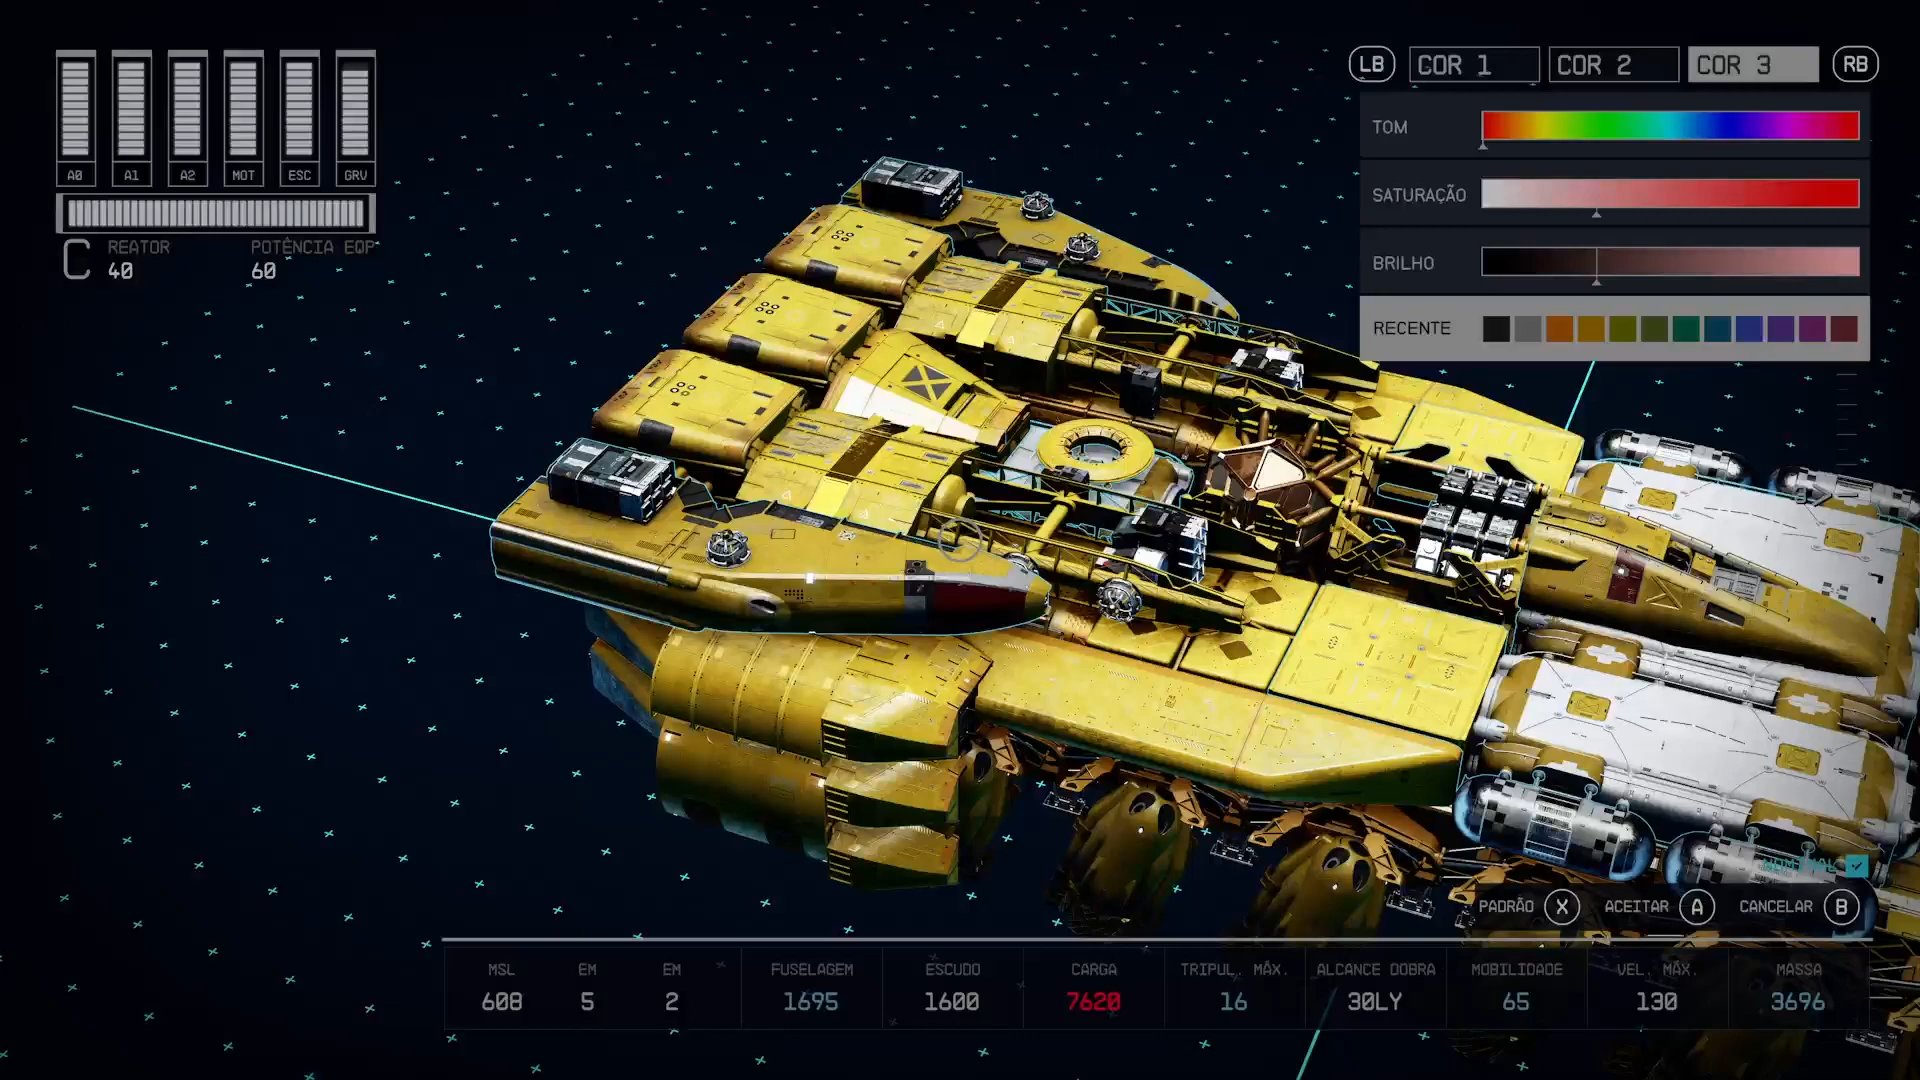 LB COR 1 COR 2 COR 3 RB
TOM
SATURAÇÃO
BRILHO
RECENTE
A0 A1 A2 MOT ESC GRV
C REATOR POTÊNCIA EQP
40 60
PADRÃO X ACEITAR A CANCELAR B
MSL EM EM FUSELAGEM ESCUDO CARGA TRIPUL. MÁX. ALCANCE DOBRA MOBILIDADE VEL. MÁX. MASSA
608 5 2 1695 1600 7620 16 30LY 65 130 3696